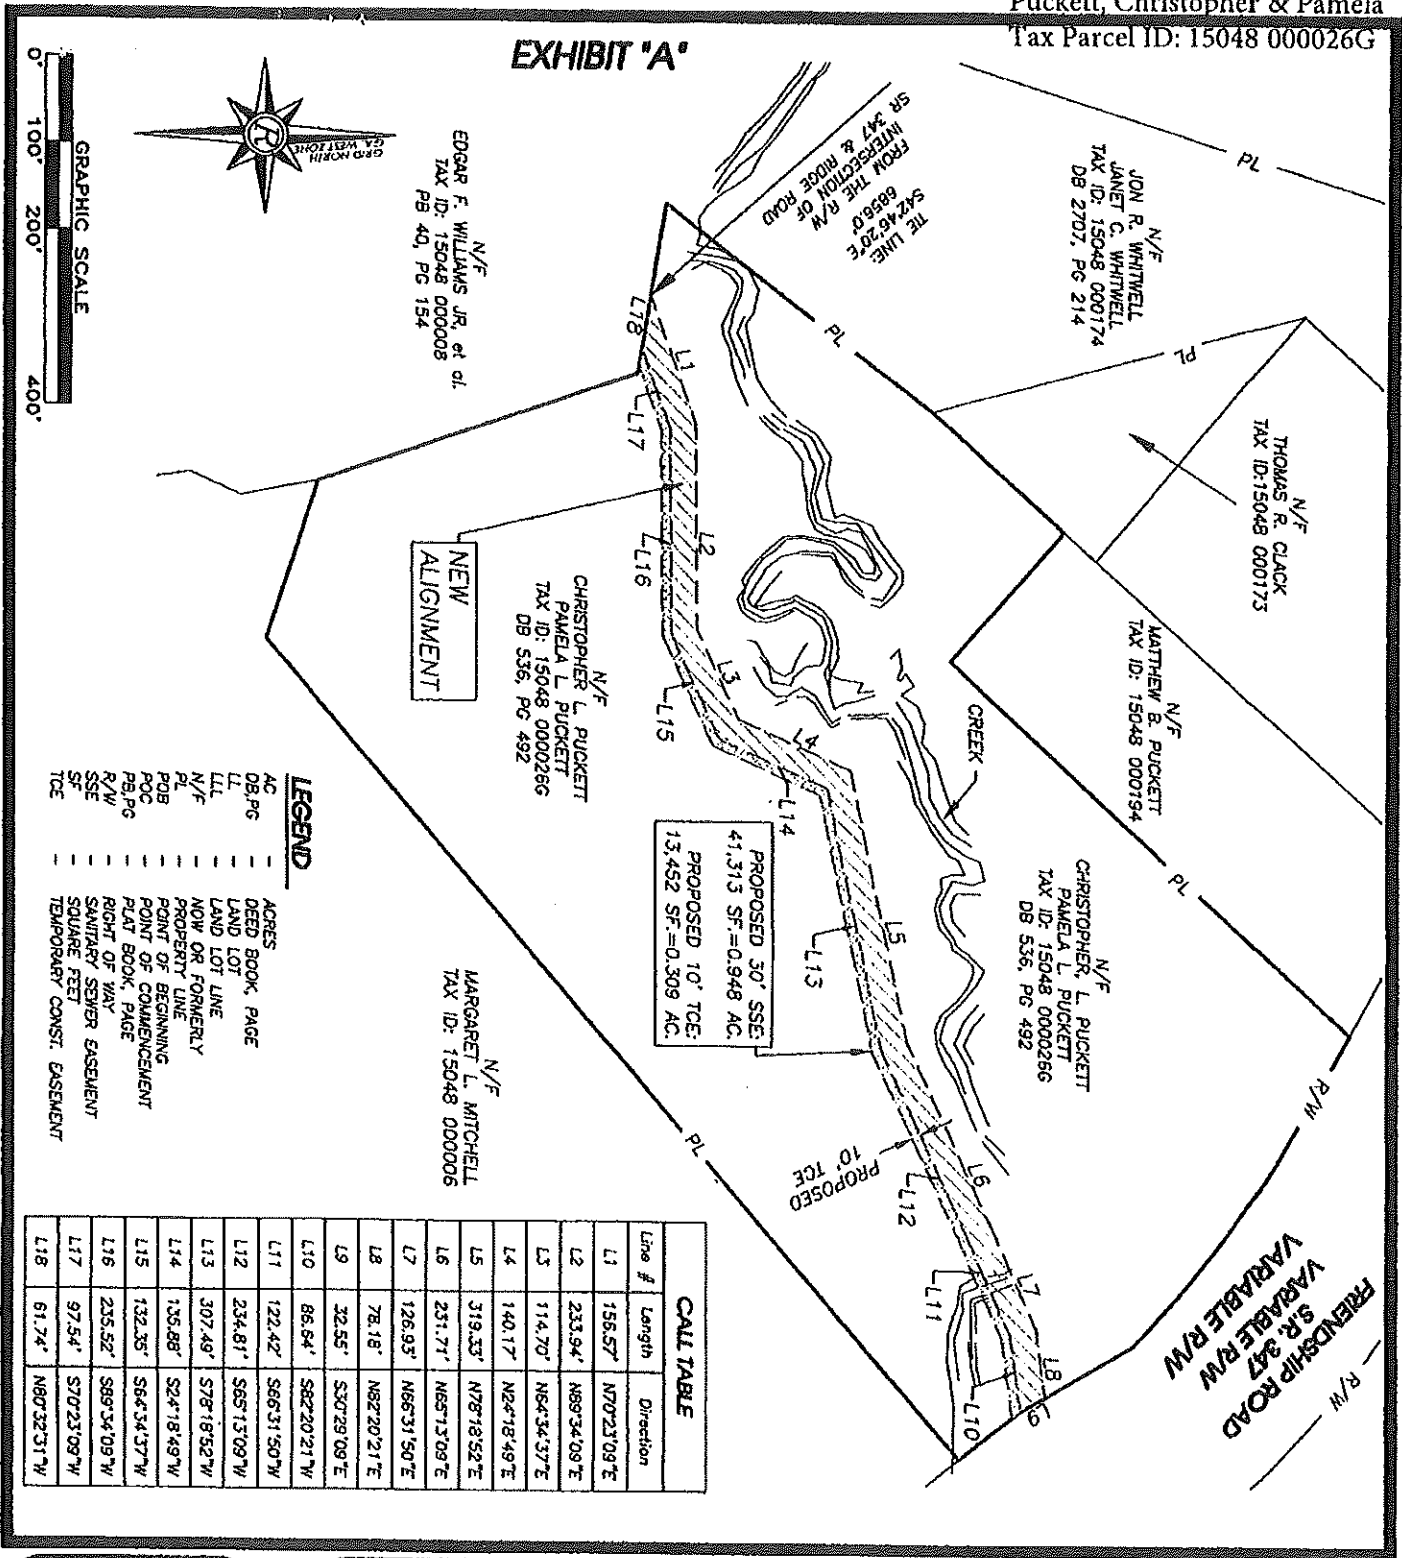 Puckett, Christopher & Pamela
Tax Parcel ID: 15048 000026G
EXHIBIT "A"
0'
100'
200'
400'
GRAPHIC SCALE
R
GRID NORTH
GA. WEST ZONE
N/F
EDGAR F. WILLIAMS JR, et al.
TAX ID: 15048 000008
PB 40, PG 154
TIE LINE:
S42°46'20"E
6856.0'
FROM THE R/W
INTERSECTION OF
SR 347 & RIDGE ROAD
N/F
JON R. WHITWELL
JANET C. WHITWELL
TAX ID: 15048 000174
DB 2707, PG 214
PL
PL
PL
N/F
THOMAS R. CLACK
TAX ID:15048 000173
N/F
MATTHEW B. PUCKETT
TAX ID: 15048 000194
PL
CREEK
N/F
CHRISTOPHER L. PUCKETT
PAMELA L. PUCKETT
TAX ID: 15048 000026G
DB 536, PG 492
N/F
CHRISTOPHER L. PUCKETT
PAMELA L. PUCKETT
TAX ID: 15048 000026G
DB 536, PG 492
NEW
ALIGNMENT
PROPOSED 30' SSE:
41,313 SF.=0.948 AC.
PROPOSED 10' TCE:
13,452 SF.=0.309 AC.
PROPOSED
10' TCE
N/F
MARGARET L. MITCHELL
TAX ID: 15048 000006
PL
R/W
R/W
FRIENDSHIP ROAD
S.R. 347
VARIABLE R/W
VARIABLE R/W
L1
L2
L3
L4
L5
L6
L7
L8
L9
L10
L11
L12
L13
L14
L15
L16
L17
L18
LEGEND
AC - ACRES
DB,PG - DEED BOOK, PAGE
LL - LAND LOT
LLL - LAND LOT LINE
N/F - NOW OR FORMERLY
PL - PROPERTY LINE
POB - POINT OF BEGINNING
POC - POINT OF COMMENCEMENT
PB,PG - PLAT BOOK, PAGE
R/W - RIGHT OF WAY
SSE - SANITARY SEWER EASEMENT
SF - SQUARE FEET
TCE - TEMPORARY CONST. EASEMENT
CALL TABLE
Line # Length Direction
L1 155.57' N70°23'09"E
L2 233.94' N89°34'09"E
L3 114.70' N64°34'37"E
L4 140.17' N24°18'49"E
L5 319.33' N78°18'52"E
L6 231.71' N65°13'09"E
L7 126.93' N66°31'50"E
L8 78.18' N82°20'21"E
L9 32.55' S30°29'09"E
L10 86.64' S82°20'21"W
L11 122.42' S66°31'50"W
L12 234.81' S65°13'09"W
L13 307.49' S78°18'52"W
L14 135.88' S24°18'49"W
L15 132.35' S64°34'37"W
L16 235.52' S89°34'09"W
L17 97.54' S70°23'09"W
L18 61.74' N80°32'31"W